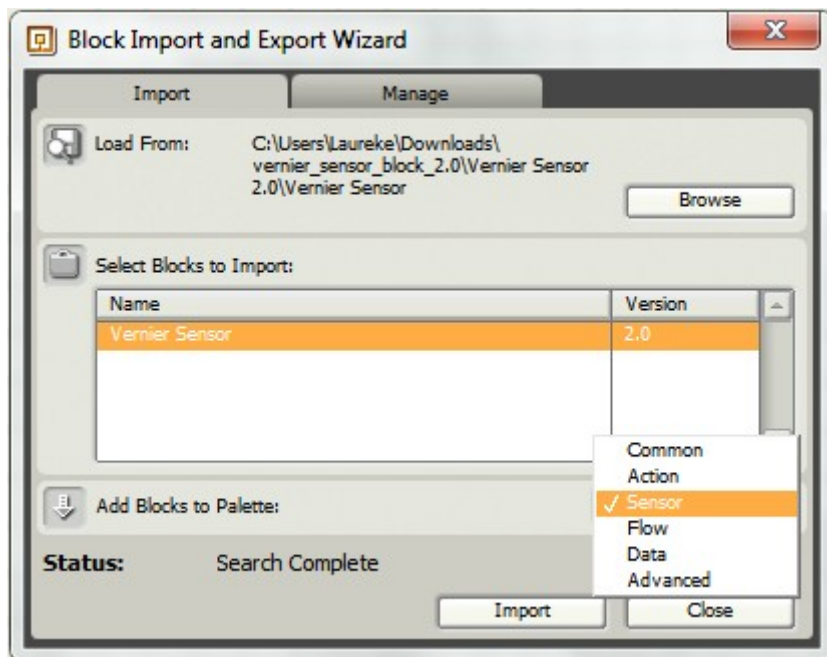 Block Import and Export Wizard
Import
Manage
Load From:
C:\Users\Laureke\Downloads\
vernier_sensor_block_2.0\Vernier Sensor
2.0\Vernier Sensor
Browse
Select Blocks to Import:
Name
Version
Vernier Sensor
2.0
Add Blocks to Palette:
Common
Action
Sensor
Flow
Data
Advanced
Status:
Search Complete
Import
Close